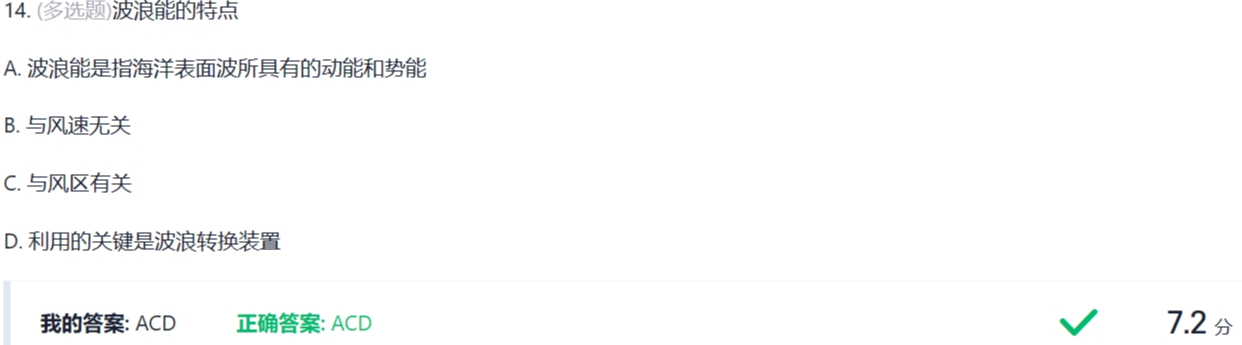 14. (多选题)波浪能的特点
A. 波浪能是指海洋表面波所具有的动能和势能
B. 与风速无关
C. 与风区有关
D. 利用的关键是波浪转换装置
我的答案: ACD 正确答案: ACD 7.2 分